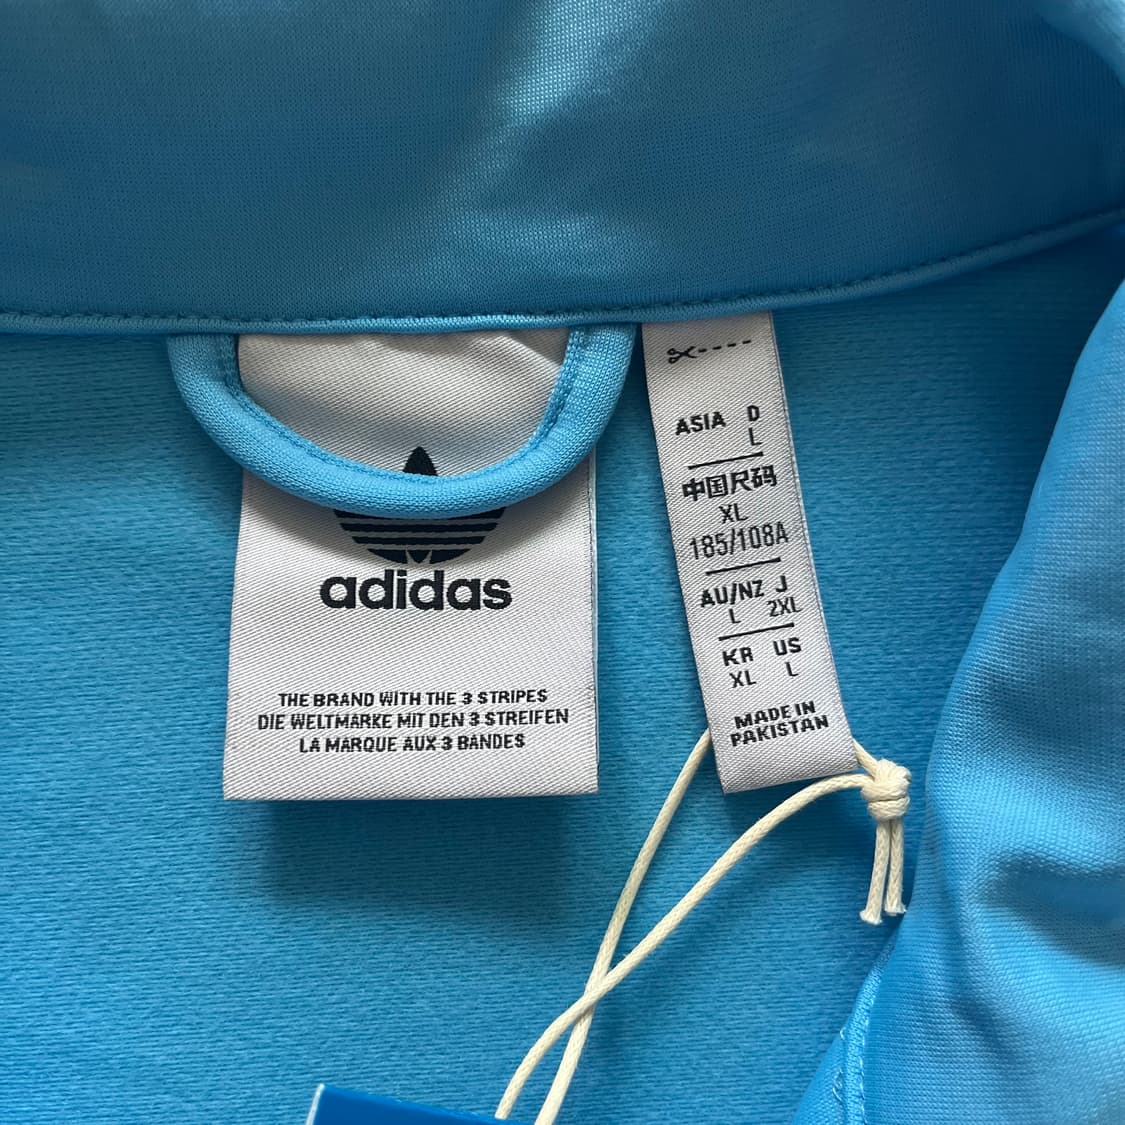 adidas
THE BRAND WITH THE 3 STRIPES
DIE WELTMARKE MIT DEN 3 STREIFEN
LA MARQUE AUX 3 BANDES
ASIA D
L
中国尺码
XL
185/108A
AU/NZ J
L 2XL
KR US
XL L
MADE IN
PAKISTAN